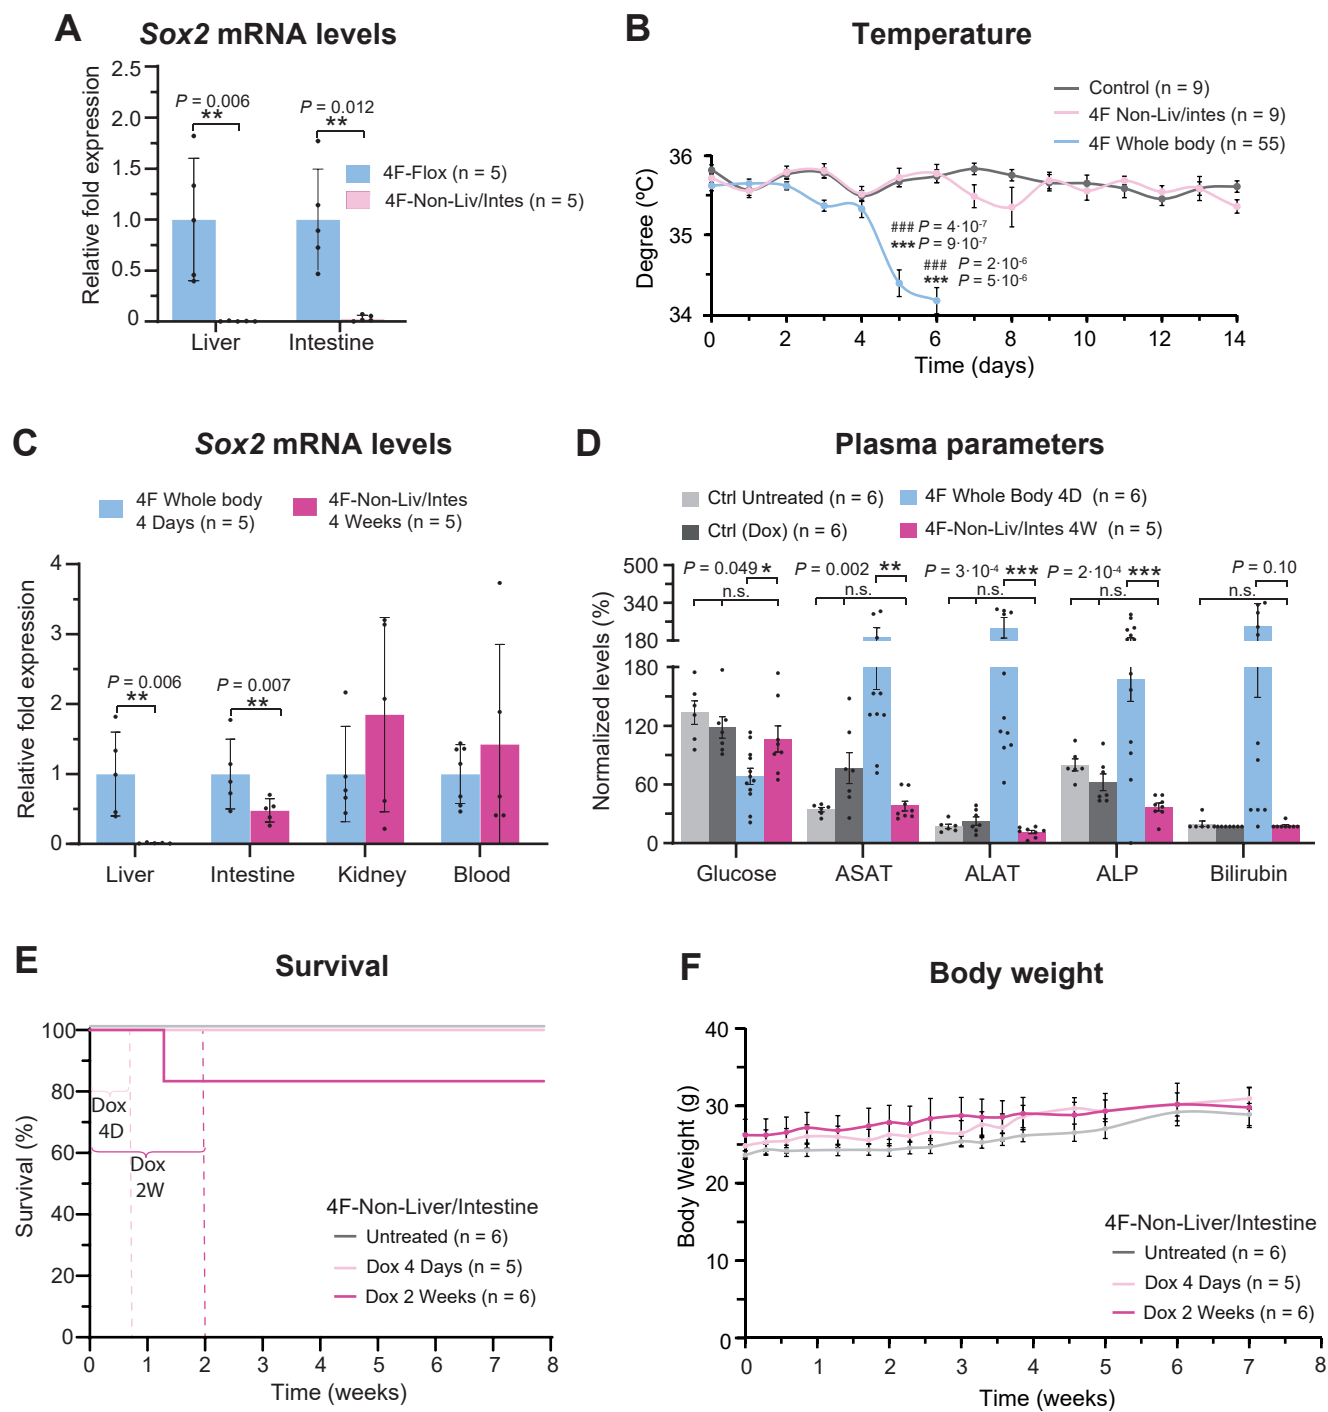 A
Sox2 mRNA levels
Relative fold expression
2.5
2.0
1.5
1.0
0.5
0
P = 0.006
**
P = 0.012
**
4F-Flox (n = 5)
4F-Non-Liv/Intes (n = 5)
Liver
Intestine
B
Temperature
Control (n = 9)
4F Non-Liv/intes (n = 9)
4F Whole body (n = 55)
Degree (ºC)
36
35
34
### P = 4·10-7
*** P = 9·10-7
### P = 2·10-6
*** P = 5·10-6
0 2 4 6 8 10 12 14
Time (days)
C
Sox2 mRNA levels
4F Whole body
4 Days (n = 5)
4F-Non-Liv/Intes
4 Weeks (n = 5)
Relative fold expression
4
3
2
1
0
P = 0.006
**
P = 0.007
**
Liver
Intestine
Kidney
Blood
D
Plasma parameters
Ctrl Untreated (n = 6)
Ctrl (Dox) (n = 6)
4F Whole Body 4D (n = 6)
4F-Non-Liv/Intes 4W (n = 5)
Normalized levels (%)
500
340
180
180
120
60
0
P = 0.049 *
n.s.
P = 0.002 **
n.s.
P = 3·10-4 ***
n.s.
P = 2·10-4 ***
n.s.
P = 0.10
n.s.
Glucose
ASAT
ALAT
ALP
Bilirubin
E
Survival
Survival (%)
100
80
60
40
20
0
Dox
4D
Dox
2W
4F-Non-Liver/Intestine
Untreated (n = 6)
Dox 4 Days (n = 5)
Dox 2 Weeks (n = 6)
0 1 2 3 4 5 6 7 8
Time (weeks)
F
Body weight
Body Weight (g)
40
30
20
10
0
4F-Non-Liver/Intestine
Untreated (n = 6)
Dox 4 Days (n = 5)
Dox 2 Weeks (n = 6)
0 1 2 3 4 5 6 7 8
Time (weeks)